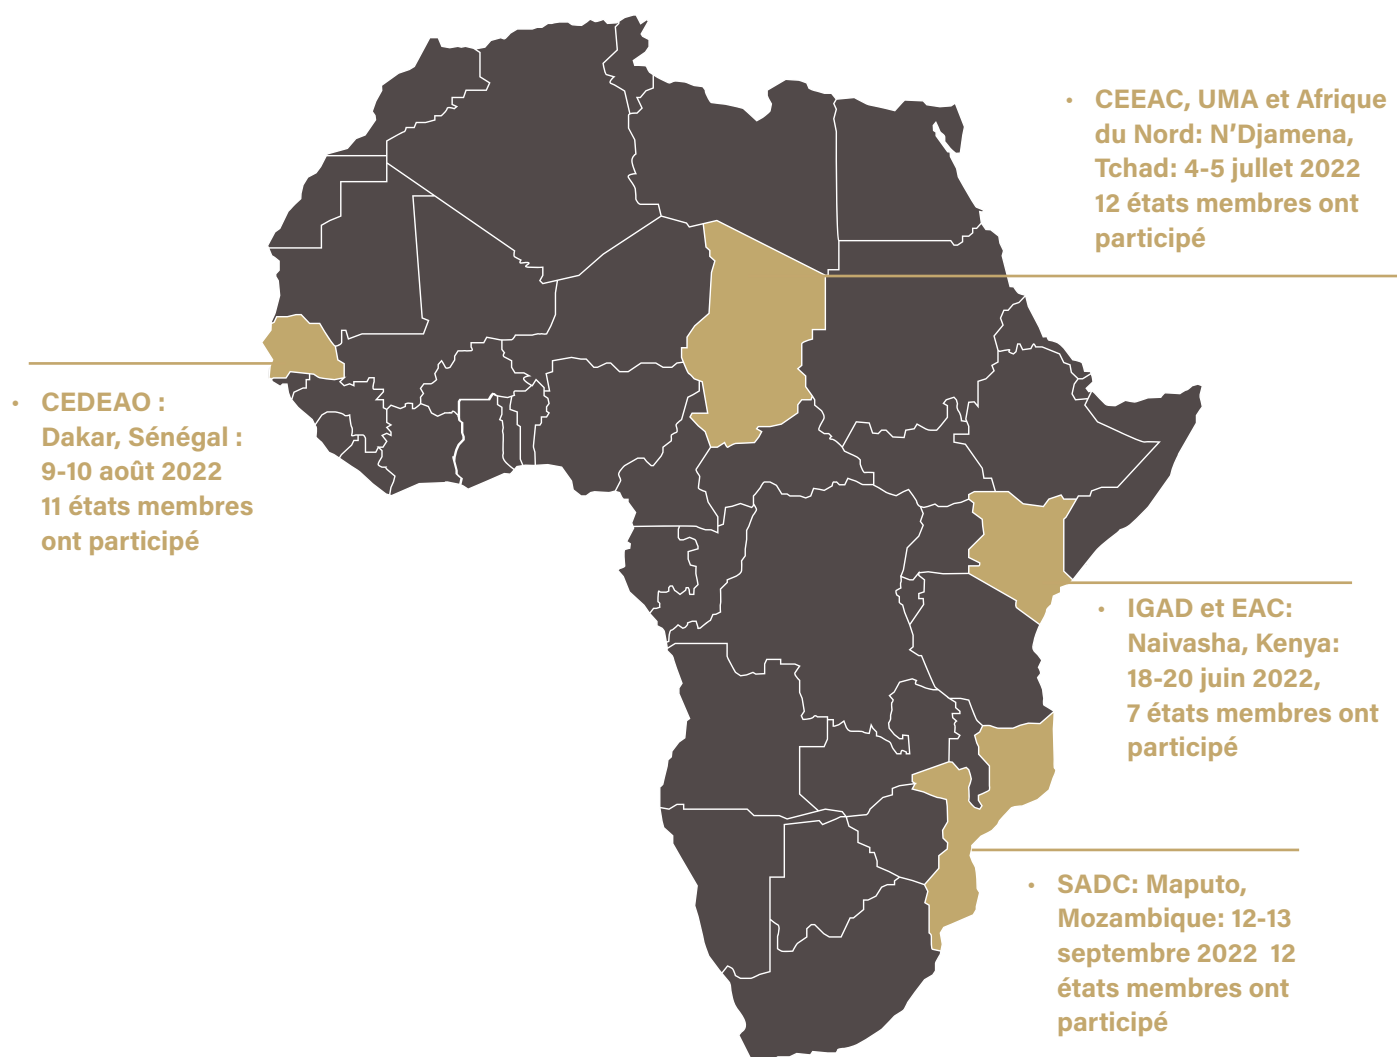 • CEEAC, UMA et Afrique
du Nord: N’Djamena,
Tchad: 4-5 jullet 2022
12 états membres ont
participé
• CEDEAO :
Dakar, Sénégal :
9-10 août 2022
11 états membres
ont participé
• IGAD et EAC:
Naivasha, Kenya:
18-20 juin 2022,
7 états membres ont
participé
• SADC: Maputo,
Mozambique: 12-13
septembre 2022 12
états membres ont
participé